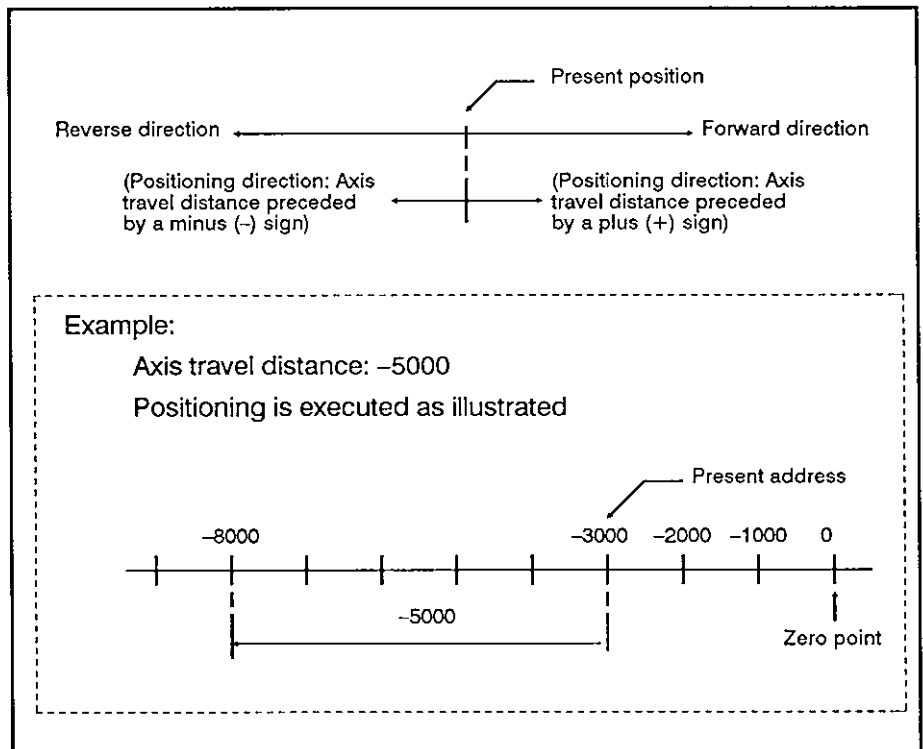 Present position
Reverse direction
Forward direction
(Positioning direction: Axis
travel distance preceded
by a minus (–) sign)
(Positioning direction: Axis
travel distance preceded
by a plus (+) sign)
Example:
Axis travel distance: –5000
Positioning is executed as illustrated
Present address
–8000
–3000
–2000
–1000
0
–5000
Zero point